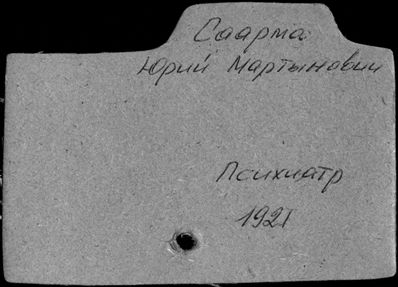 Саарма
Юрий Мартынович
Психиатр
1921